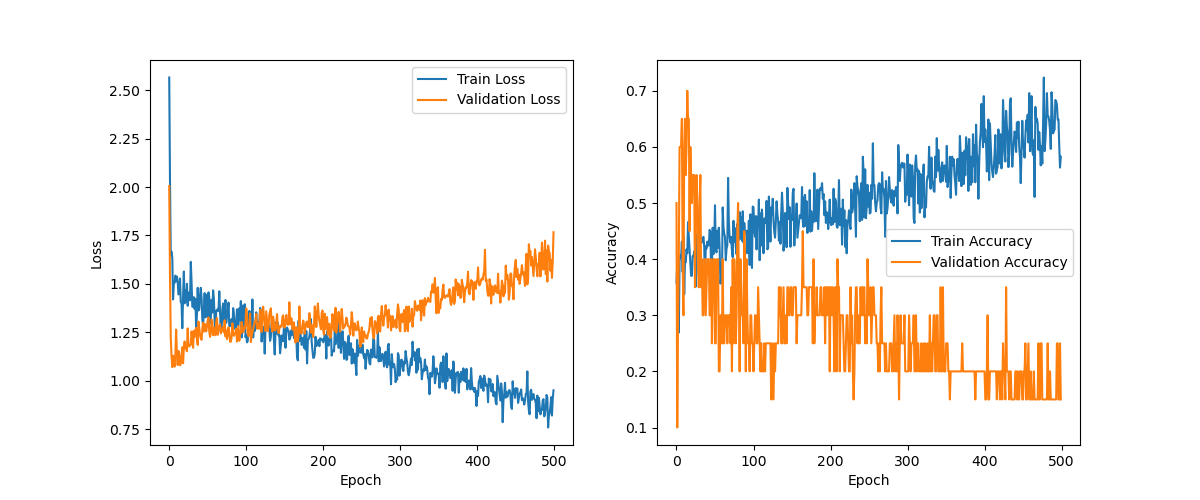 Train Loss
Validation Loss
2.50
2.25
2.00
1.75
1.50
1.25
1.00
0.75
Loss
0 100 200 300 400 500
Epoch
Train Accuracy
Validation Accuracy
0.7
0.6
0.5
0.4
0.3
0.2
0.1
Accuracy
0 100 200 300 400 500
Epoch